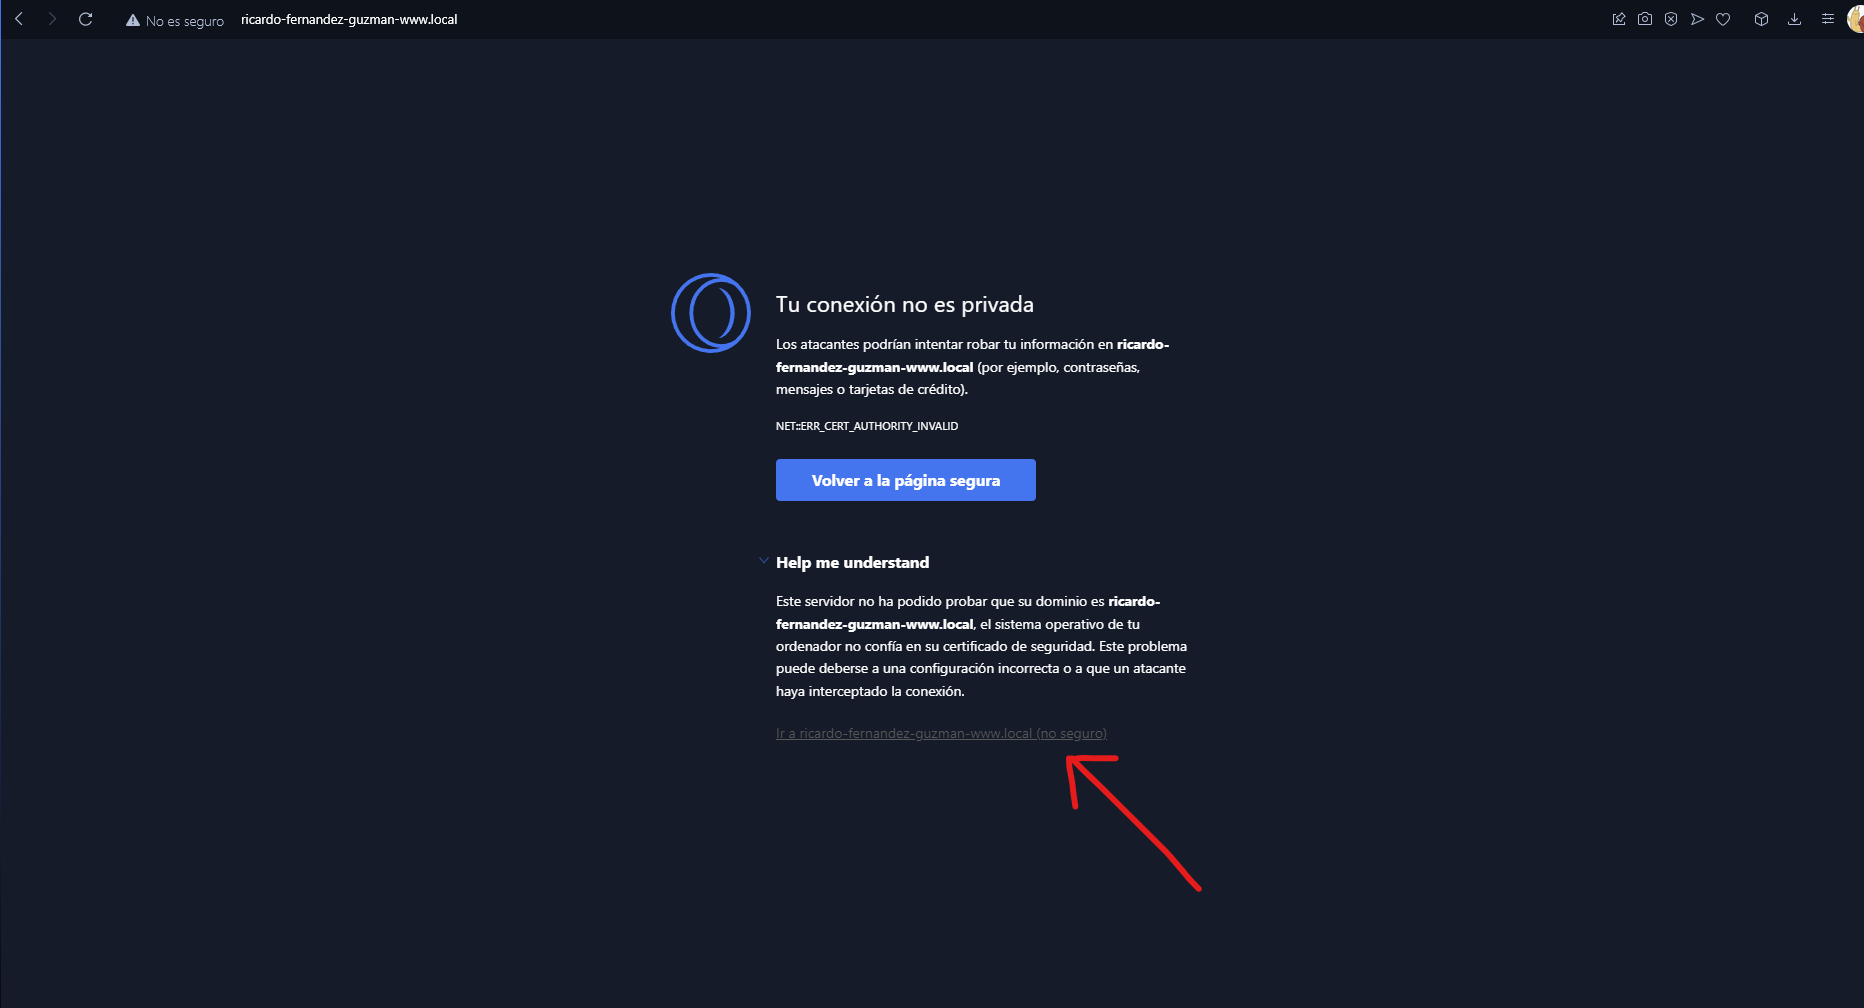 No es seguro ricardo-fernandez-guzman-www.local
Tu conexión no es privada
Los atacantes podrían intentar robar tu información en ricardo-
fernandez-guzman-www.local (por ejemplo, contraseñas,
mensajes o tarjetas de crédito).
NET::ERR_CERT_AUTHORITY_INVALID
Volver a la página segura
Help me understand
Este servidor no ha podido probar que su dominio es ricardo-
fernandez-guzman-www.local, el sistema operativo de tu
ordenador no confía en su certificado de seguridad. Este problema
puede deberse a una configuración incorrecta o a que un atacante
haya interceptado la conexión.
Ir a ricardo-fernandez-guzman-www.local (no seguro)